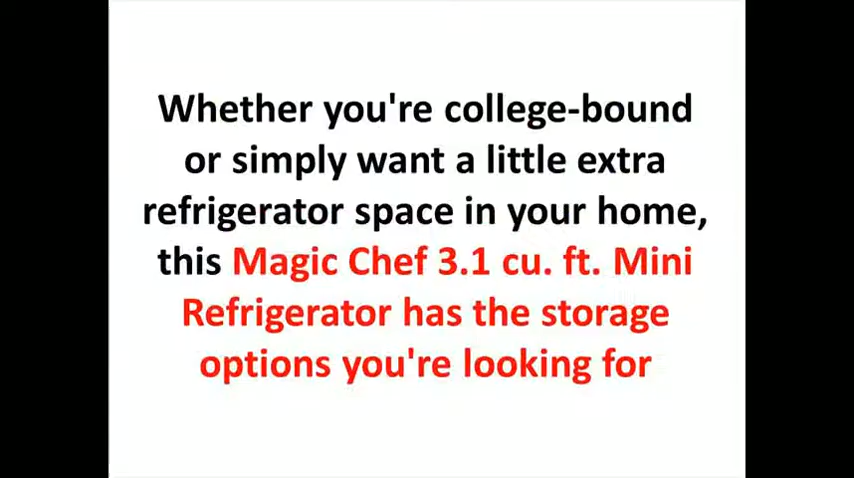 Whether you're college-bound
or simply want a little extra
refrigerator space in your home,
this Magic Chef 3.1 cu. ft. Mini
Refrigerator has the storage
options you're looking for